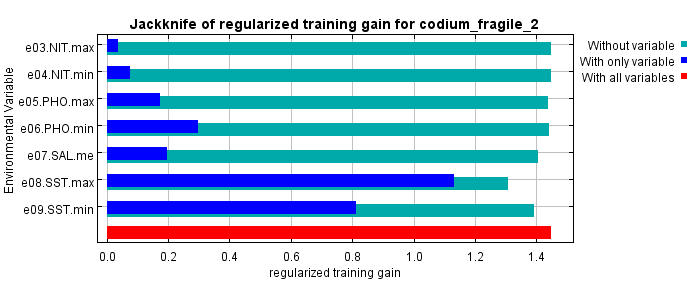 Jackknife of regularized training gain for codium_fragile_2
Environmental Variable
e03.NIT.max
e04.NIT.min
e05.PHO.max
e06.PHO.min
e07.SAL.me
e08.SST.max
e09.SST.min
Without variable
With only variable
With all variables
0.0 0.2 0.4 0.6 0.8 1.0 1.2 1.4
regularized training gain